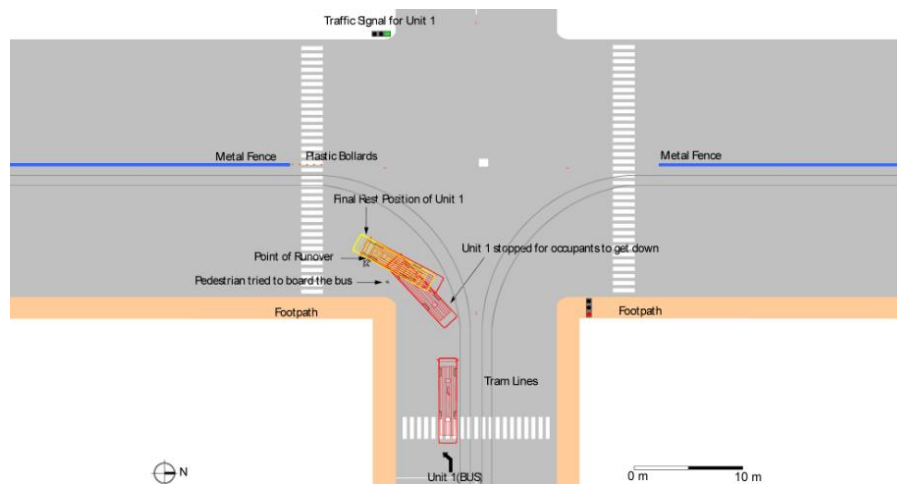 Traffic Signal for Unit 1
Metal Fence
Plastic Bollards
Metal Fence
Final Rest Position of Unit 1
Unit 1 stopped for occupants to get down
Point of Runover
Pedestrian tried to board the bus
Footpath
Footpath
Tram Lines
N
Unit 1(BUS)
0 m
10 m